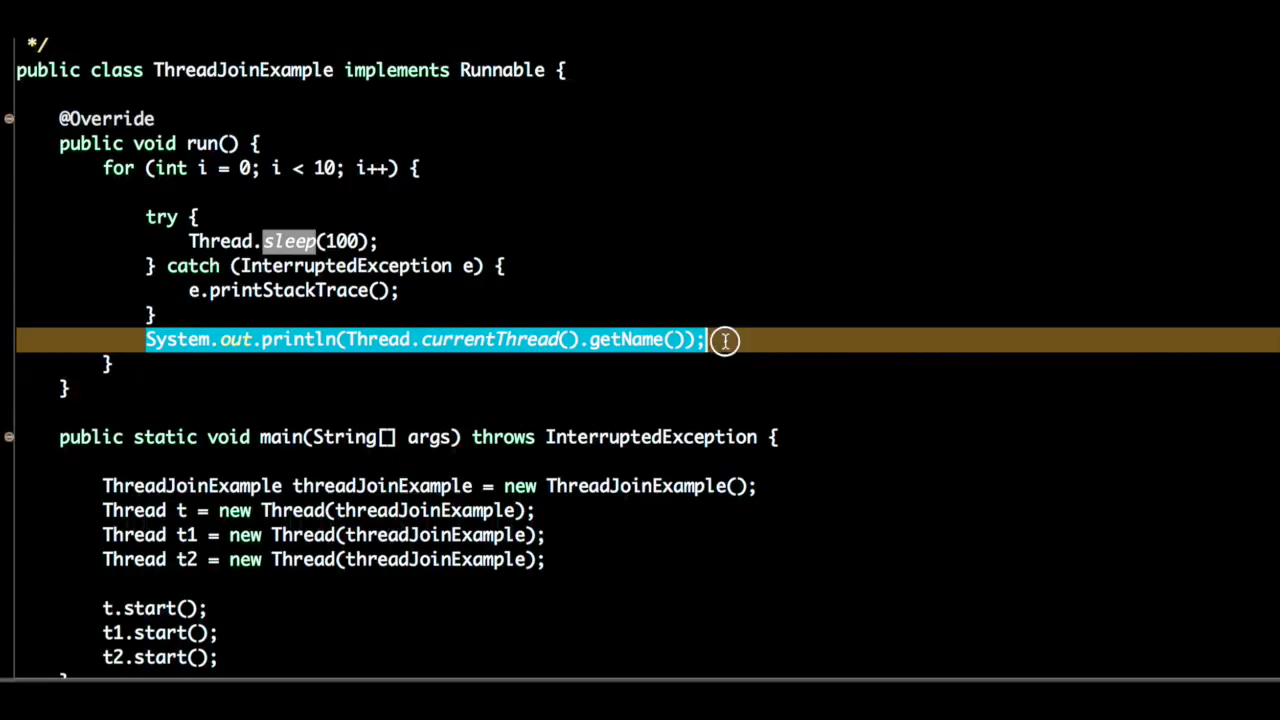 */
public class ThreadJoinExample implements Runnable {
@Override
public void run() {
for (int i = 0; i < 10; i++) {
try {
Thread.sleep(100);
} catch (InterruptedException e) {
e.printStackTrace();
}
System.out.println(Thread.currentThread().getName());
}
}
public static void main(String[] args) throws InterruptedException {
ThreadJoinExample threadJoinExample = new ThreadJoinExample();
Thread t = new Thread(threadJoinExample);
Thread t1 = new Thread(threadJoinExample);
Thread t2 = new Thread(threadJoinExample);
t.start();
t1.start();
t2.start();
}